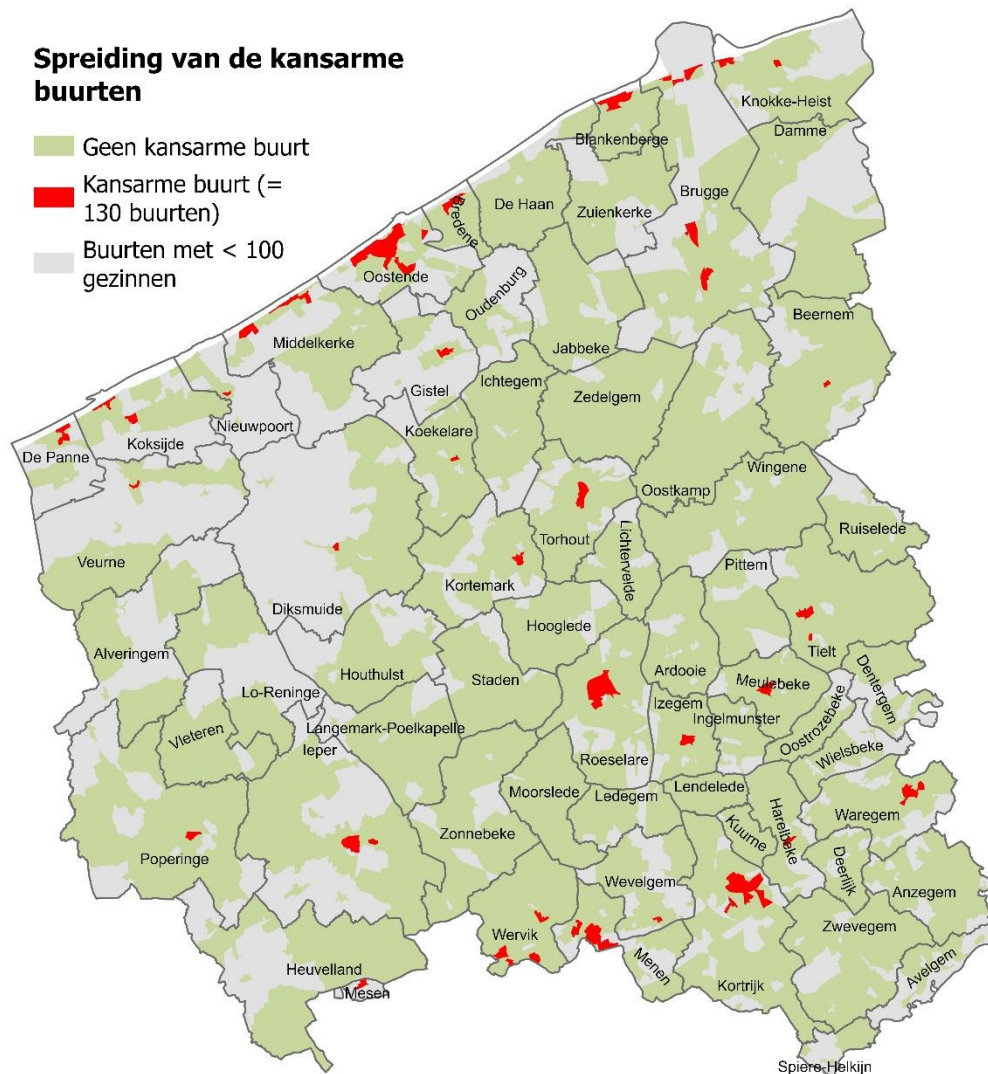 Spreiding van de kansarme
buurten
Geen kansarme buurt
Kansarme buurt (=
130 buurten)
Buurten met < 100
gezinnen
Knokke-Heist
Damme
Blankenberge
Brugge
De Haan
Zuienkerke
Bredene
Oostende
Oudenburg
Beernem
Middelkerke
Jabbeke
Gistel
Ichtegem
Zedelgem
Nieuwpoort
Koekelare
Koksijde
De Panne
Wingene
Oostkamp
Ruiselede
Torhout
Lichtervelde
Veurne
Pittem
Kortemark
Diksmuide
Hooglede
Tielt
Alveringem
Houthulst
Staden
Ardooie
Meulebeke
Dentergem
Lo-Reninge
Izegem
Ingelmunster
Oostrozebeke
Vleteren
Langemark-Poelkapelle
Ieper
Wielsbeke
Roeselare
Lendelede
Moorslede
Ledegem
Harelbeke
Waregem
Kuurne
Zonnebeke
Poperinge
Deerlijk
Wevelgem
Anzegem
Zwevegem
Wervik
Menen
Avelgem
Heuvelland
Kortrijk
Mesen
Spiere-Helkijn